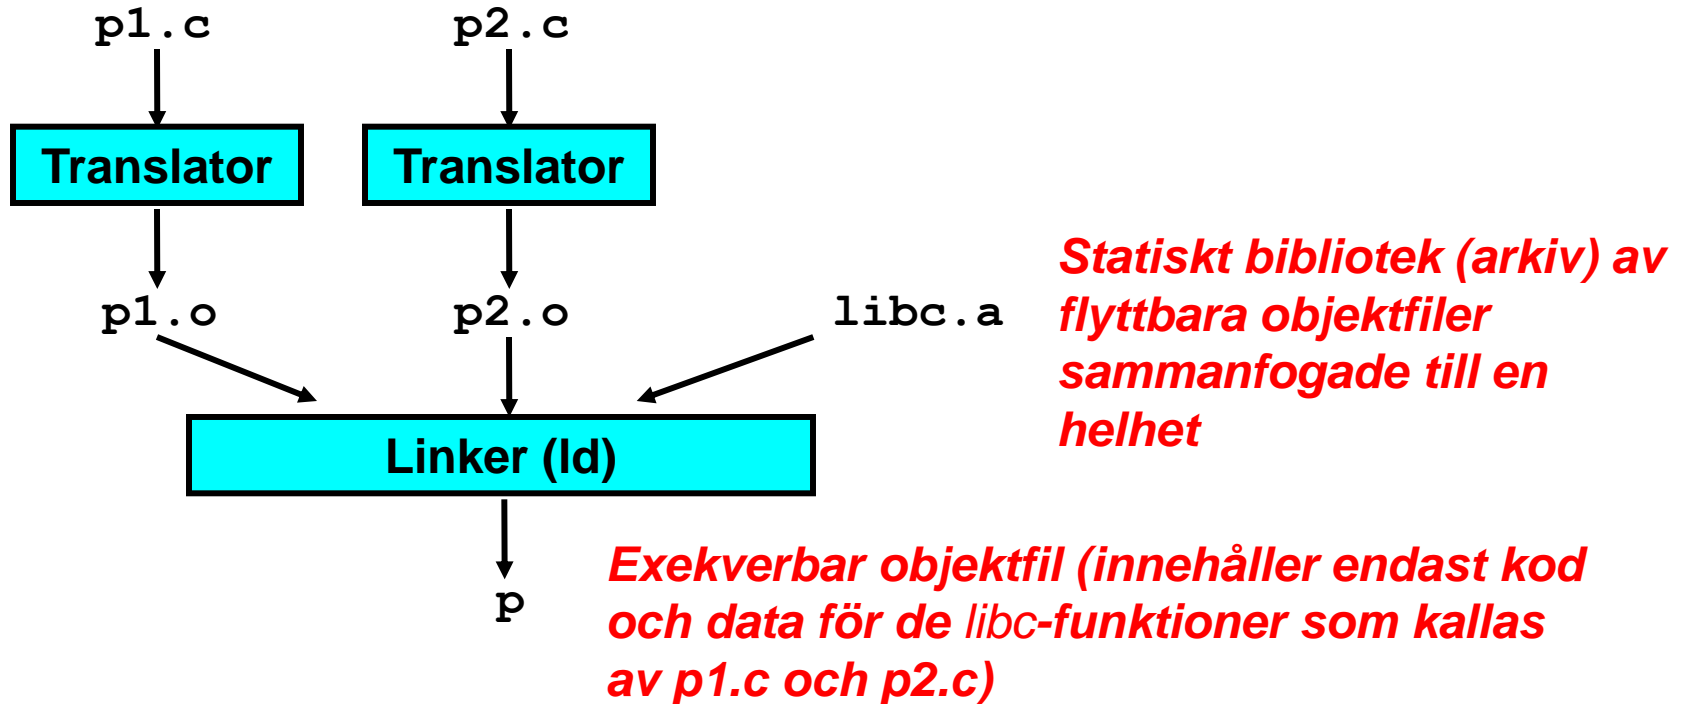 p1.c
p2.c
Translator
Translator
p1.o
p2.o
libc.a
Statiskt bibliotek (arkiv) av
flyttbara objektfiler
sammanfogade till en
helhet
Linker (ld)
p
Exekverbar objektfil (innehåller endast kod
och data för de libc-funktioner som kallas
av p1.c och p2.c)